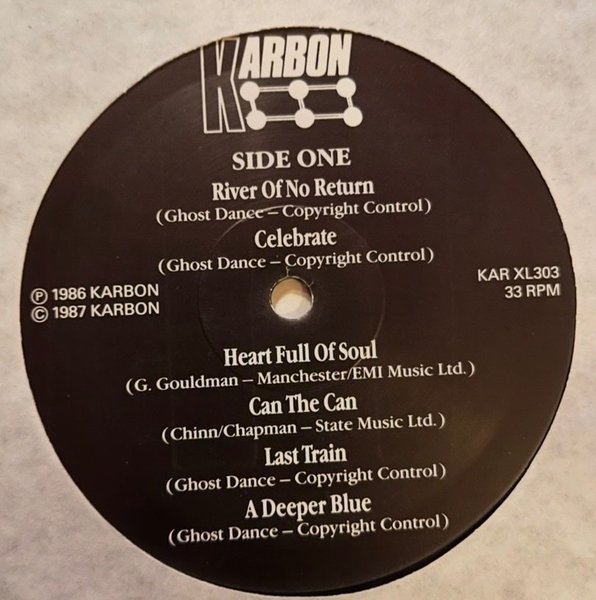 KARBON
SIDE ONE
River Of No Return
(Ghost Dance – Copyright Control)
Celebrate
(Ghost Dance – Copyright Control)
℗ 1986 KARBON
© 1987 KARBON
KAR XL303
33 RPM
Heart Full Of Soul
(G. Gouldman – Manchester/EMI Music Ltd.)
Can The Can
(Chinn/Chapman – State Music Ltd.)
Last Train
(Ghost Dance – Copyright Control)
A Deeper Blue
(Ghost Dance – Copyright Control)